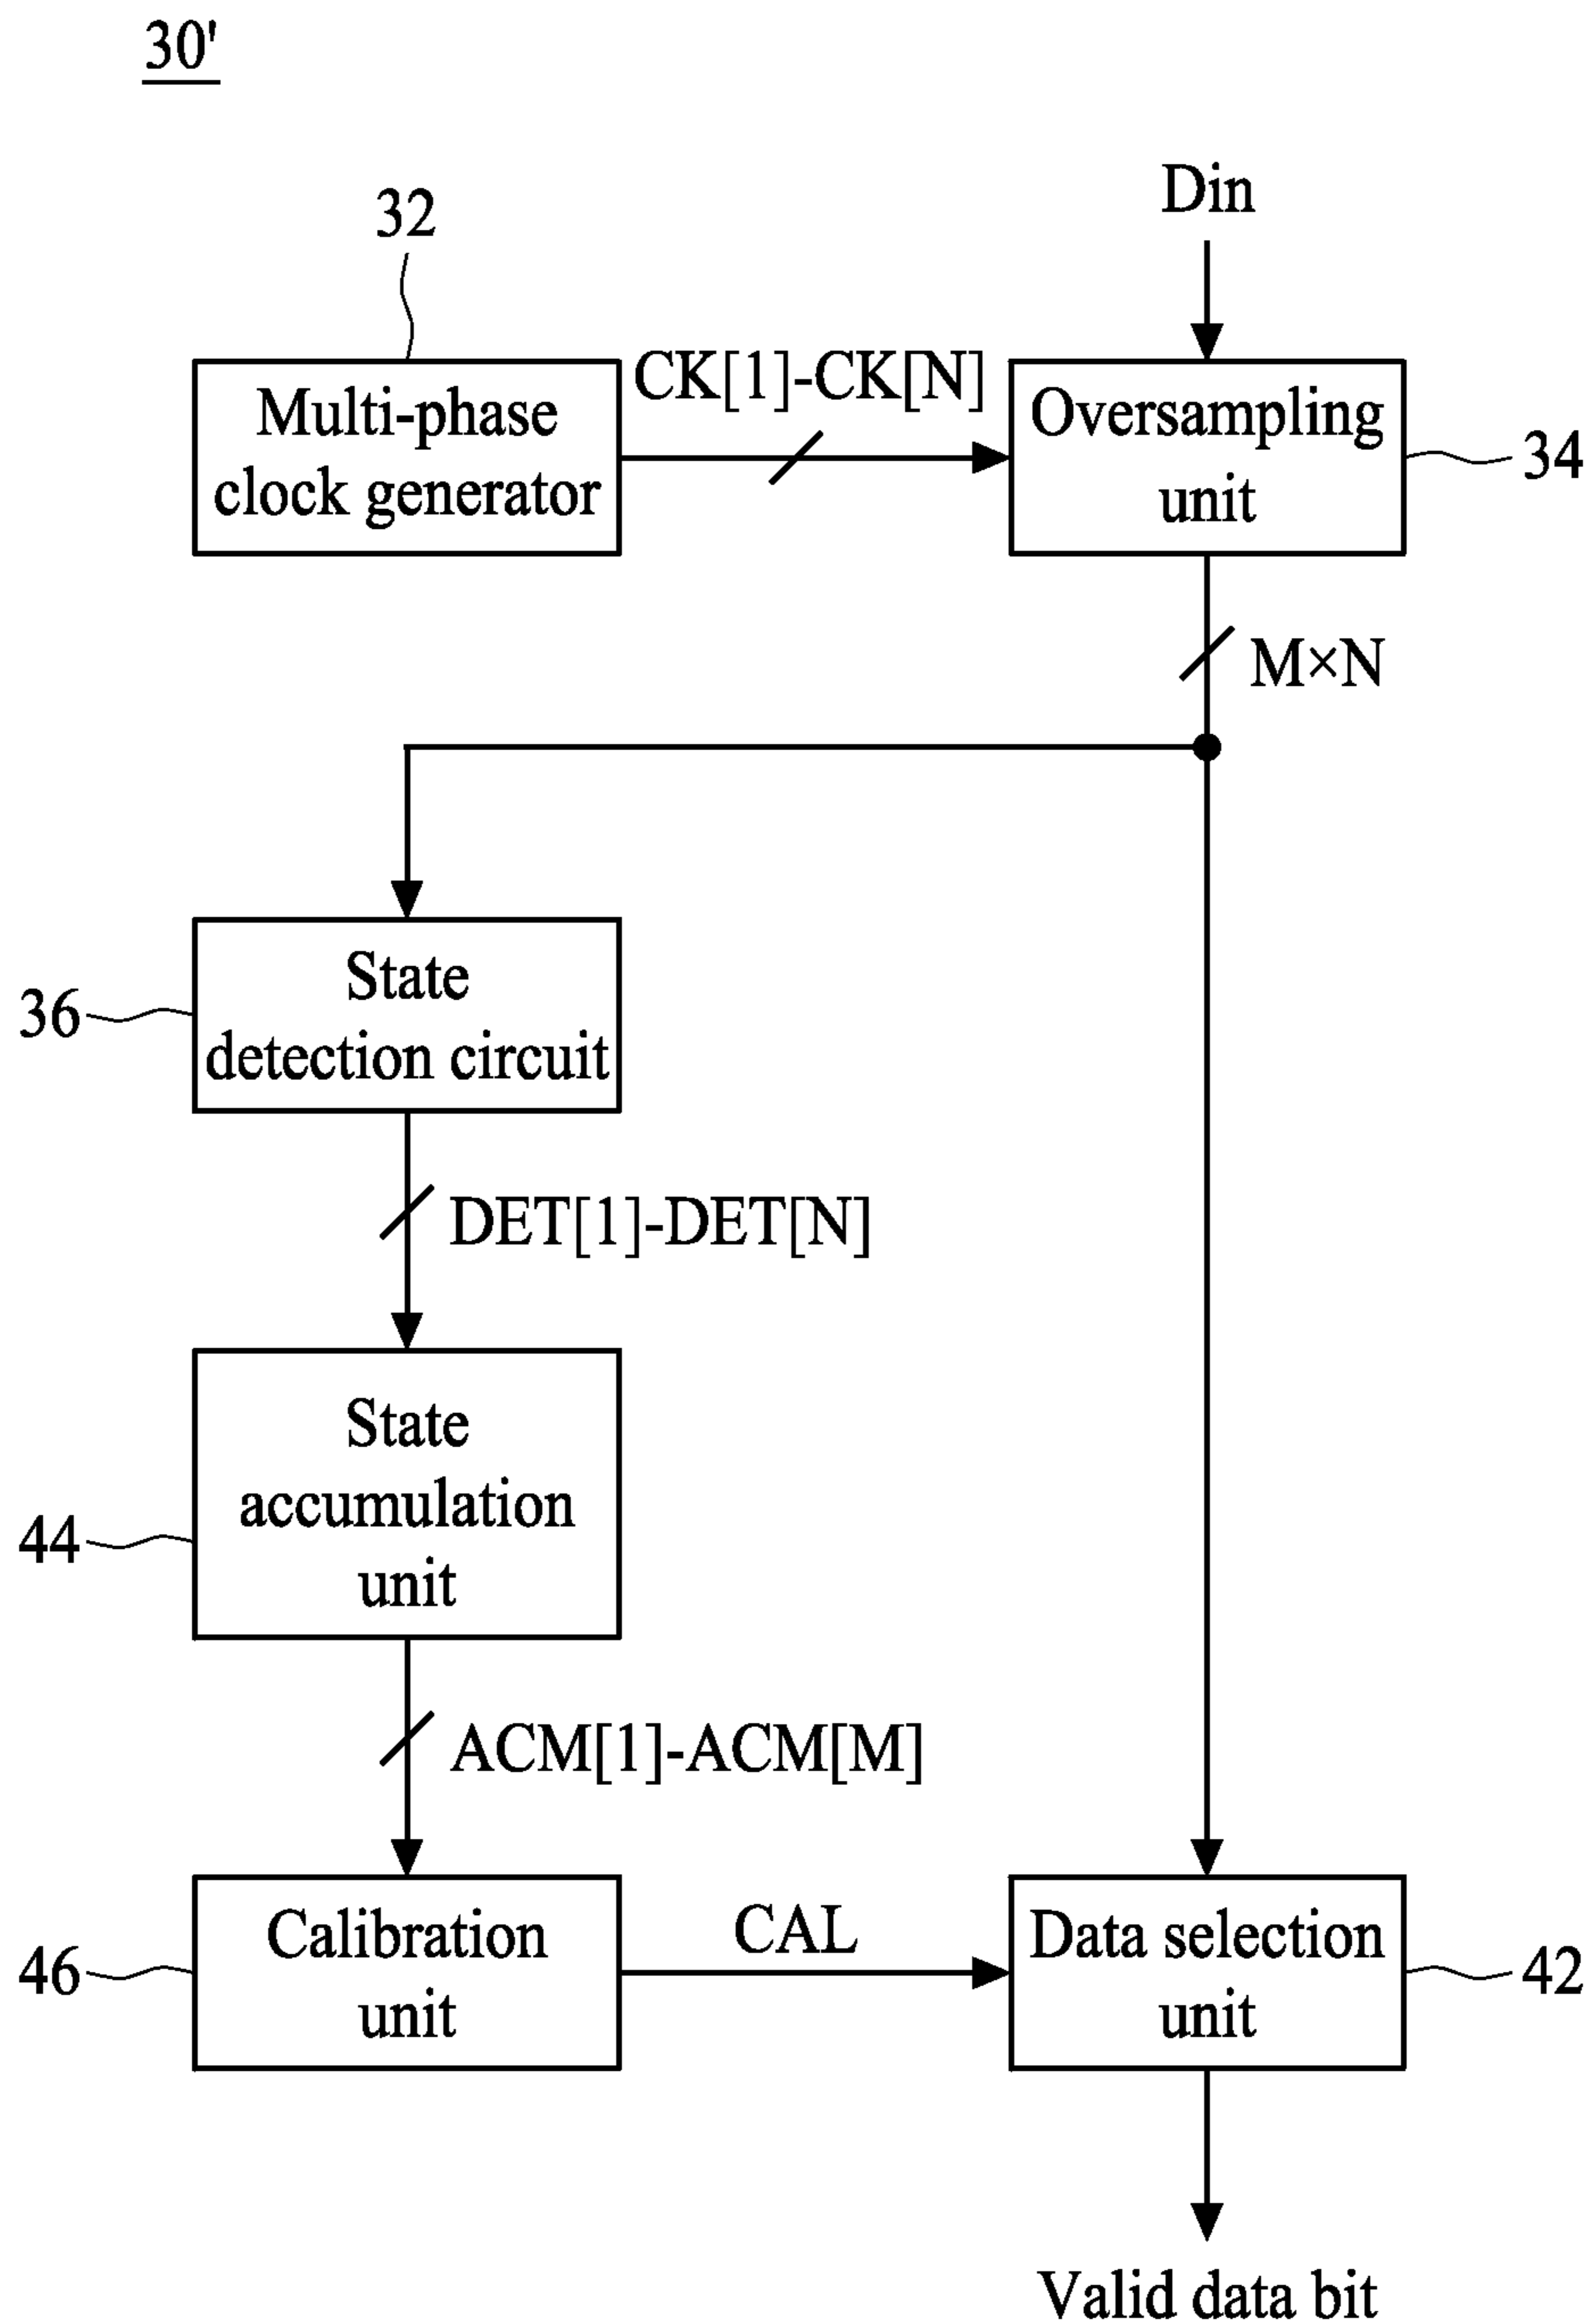 30'
32
Din
Multi-phase
clock generator
CK[1]-CK[N]
Oversampling
unit
34
M×N
State
detection circuit
36
DET[1]-DET[N]
State
accumulation
unit
44
ACM[1]-ACM[M]
Calibration
unit
46
CAL
Data selection
unit
42
Valid data bit